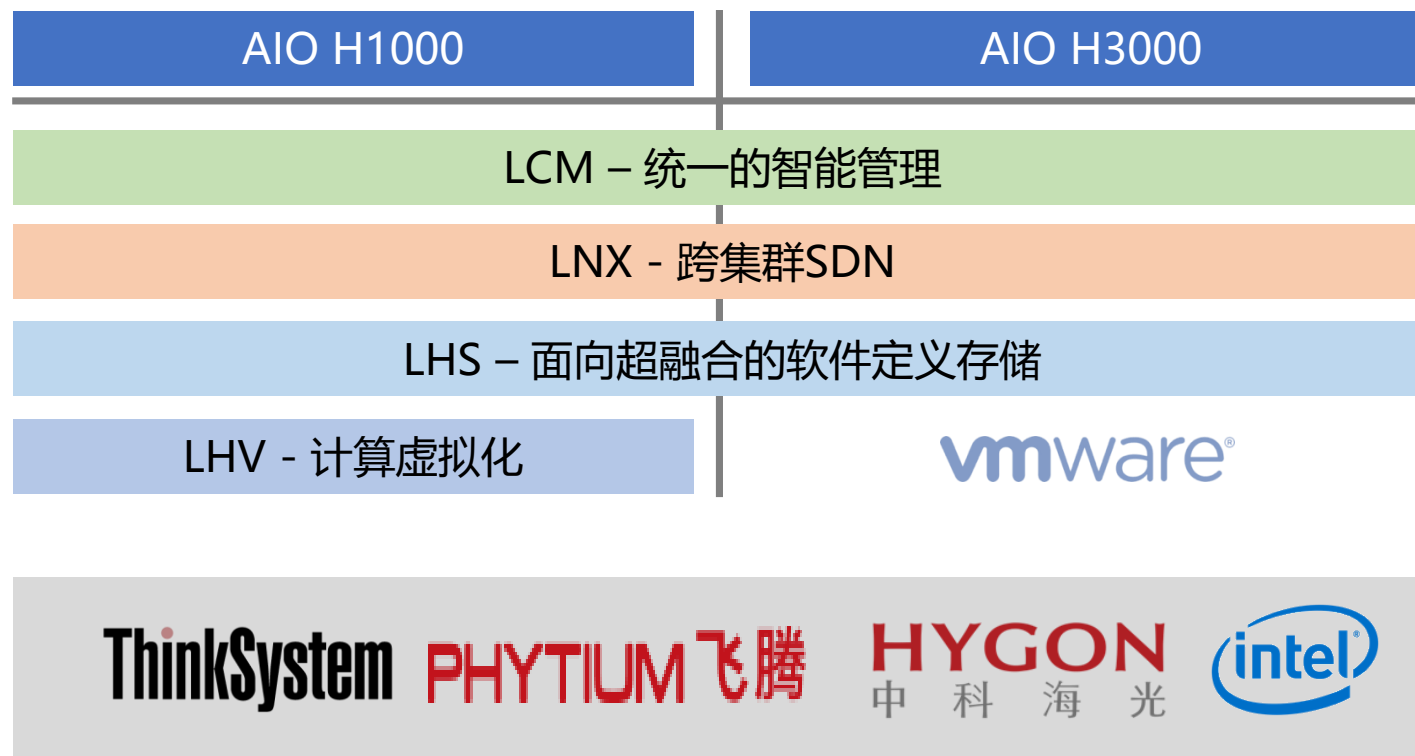 AIO H1000
AIO H3000
LCM – 统一的智能管理
LNX - 跨集群SDN
LHS – 面向超融合的软件定义存储
LHV - 计算虚拟化
vmware®
ThinkSystem
PHYTIUM飞腾
HYGON
中科海光
intel